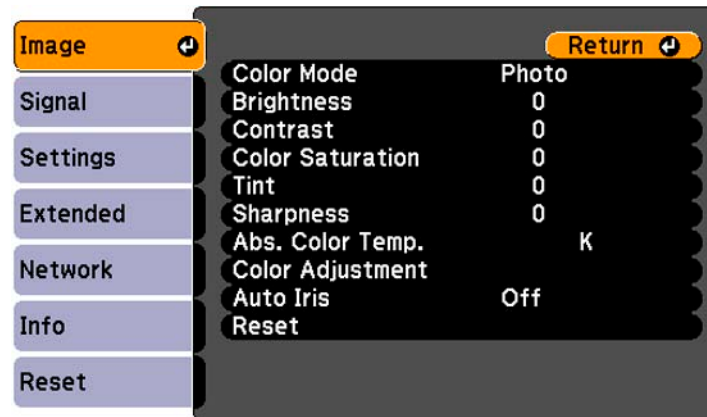 Image
Signal
Settings
Extended
Network
Info
Reset
Return
Color Mode Photo
Brightness 0
Contrast 0
Color Saturation 0
Tint 0
Sharpness 0
Abs. Color Temp. K
Color Adjustment
Auto Iris Off
Reset